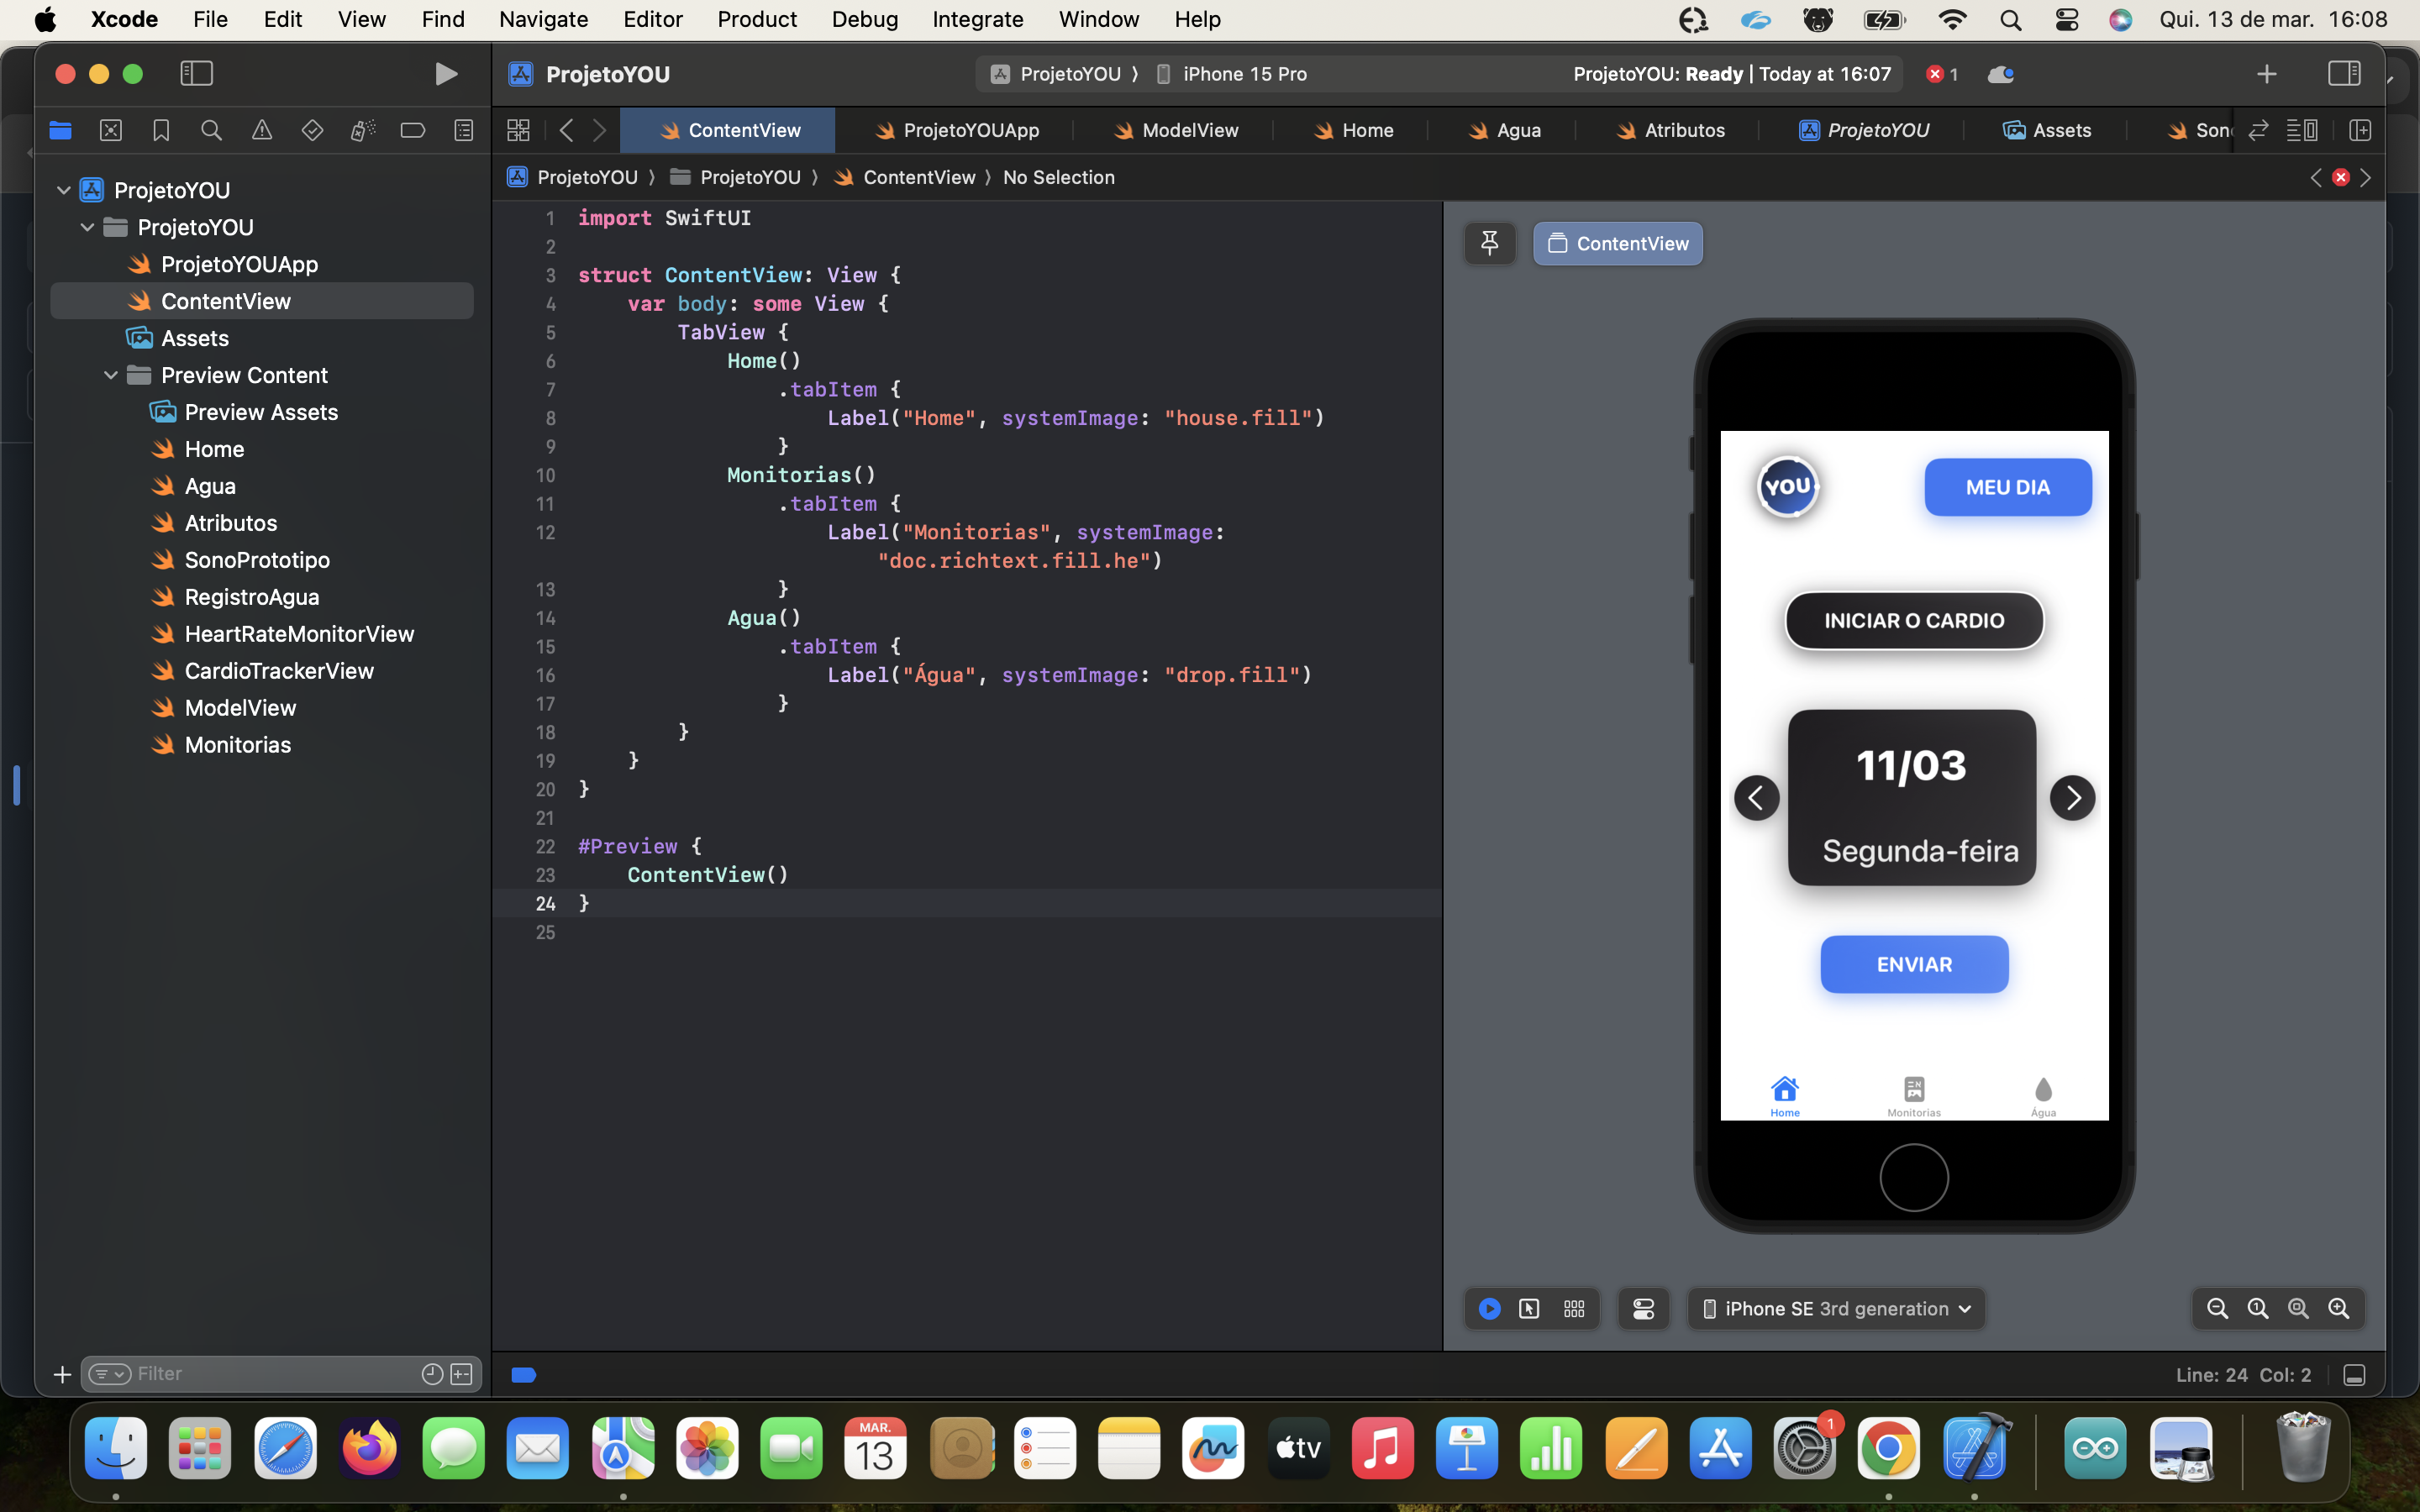 Xcode File Edit View Find Navigate Editor Product Debug Integrate Window Help Qui. 13 de mar. 16:08
ProjetoYOU ProjetoYOU ⟩ iPhone 15 Pro ProjetoYOU: Ready | Today at 16:07 1
ContentView ProjetoYOUApp ModelView Home Agua Atributos ProjetoYOU Assets Son
ProjetoYOU ⟩ ProjetoYOU ⟩ ContentView ⟩ No Selection
ProjetoYOU
ProjetoYOU
ProjetoYOUApp
ContentView
Assets
Preview Content
Preview Assets
Home
Agua
Atributos
SonoPrototipo
RegistroAgua
HeartRateMonitorView
CardioTrackerView
ModelView
Monitorias
Filter
1 import SwiftUI
2
3 struct ContentView: View {
4 var body: some View {
5 TabView {
6 Home()
7 .tabItem {
8 Label("Home", systemImage: "house.fill")
9 }
10 Monitorias()
11 .tabItem {
12 Label("Monitorias", systemImage:
"doc.richtext.fill.he")
13 }
14 Agua()
15 .tabItem {
16 Label("Água", systemImage: "drop.fill")
17 }
18 }
19 }
20 }
21
22 #Preview {
23 ContentView()
24 }
25
ContentView
YOU
MEU DIA
INICIAR O CARDIO
11/03
Segunda-feira
ENVIAR
Home Monitorias Água
iPhone SE 3rd generation
Line: 24 Col: 2
MAR.
13
tv
1